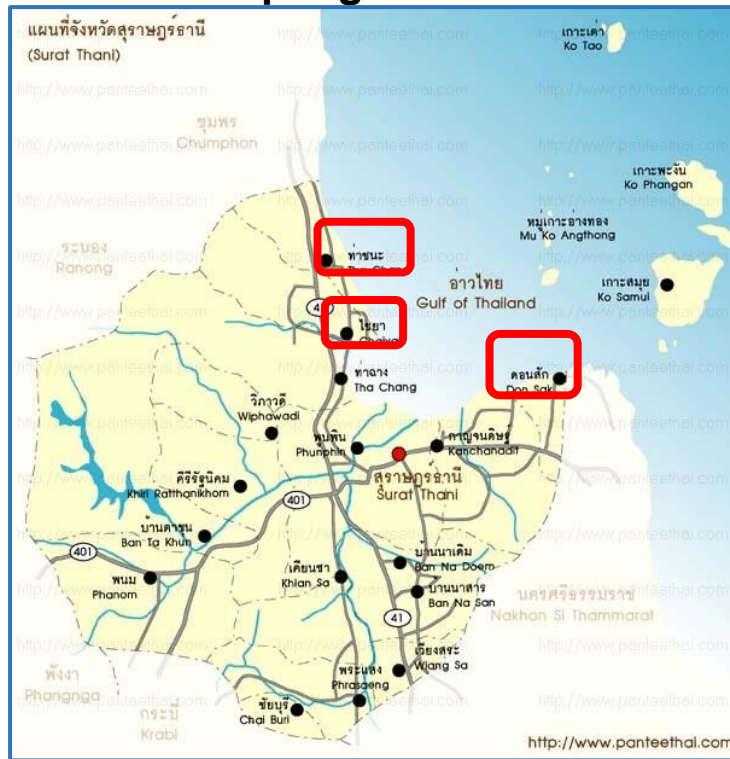 แผนที่จังหวัดสุราษฎร์ธานี
(Surat Thani)
เกาะเต่า
Ko Tao
ชุมพร
Chumphon
เกาะพะงัน
Ko Phangan
หมู่เกาะอ่างทอง
Mu Ko Angthong
ระนอง
Ranong
ท่าชนะ
อ่าวไทย
Gulf of Thailand
เกาะสมุย
Ko Samui
ไชยา
ท่าฉาง
Tha Chang
ดอนสัก
Don Sak
วิภาวดี
Wiphawadi
พุนพิน
Phunphin
กาญจนดิษฐ์
Kanchanadit
สุราษฎร์ธานี
Surat Thani
คีรีรัฐนิคม
Khiri Ratthanikhom
401
บ้านตาขุน
Ban Ta Khun
401
พนม
Phanom
เคียนซา
Khian Sa
บ้านนาเดิม
Ban Na Doem
บ้านนาสาร
Ban Na San
นครศรีธรรมราช
Nakhon Si Thammarat
41
เวียงสระ
Wiang Sa
พังงา
Phangnga
พระแสง
Phrasaeng
ชัยบุรี
Chai Buri
กระบี่
Krabi
http://www.panteethai.com